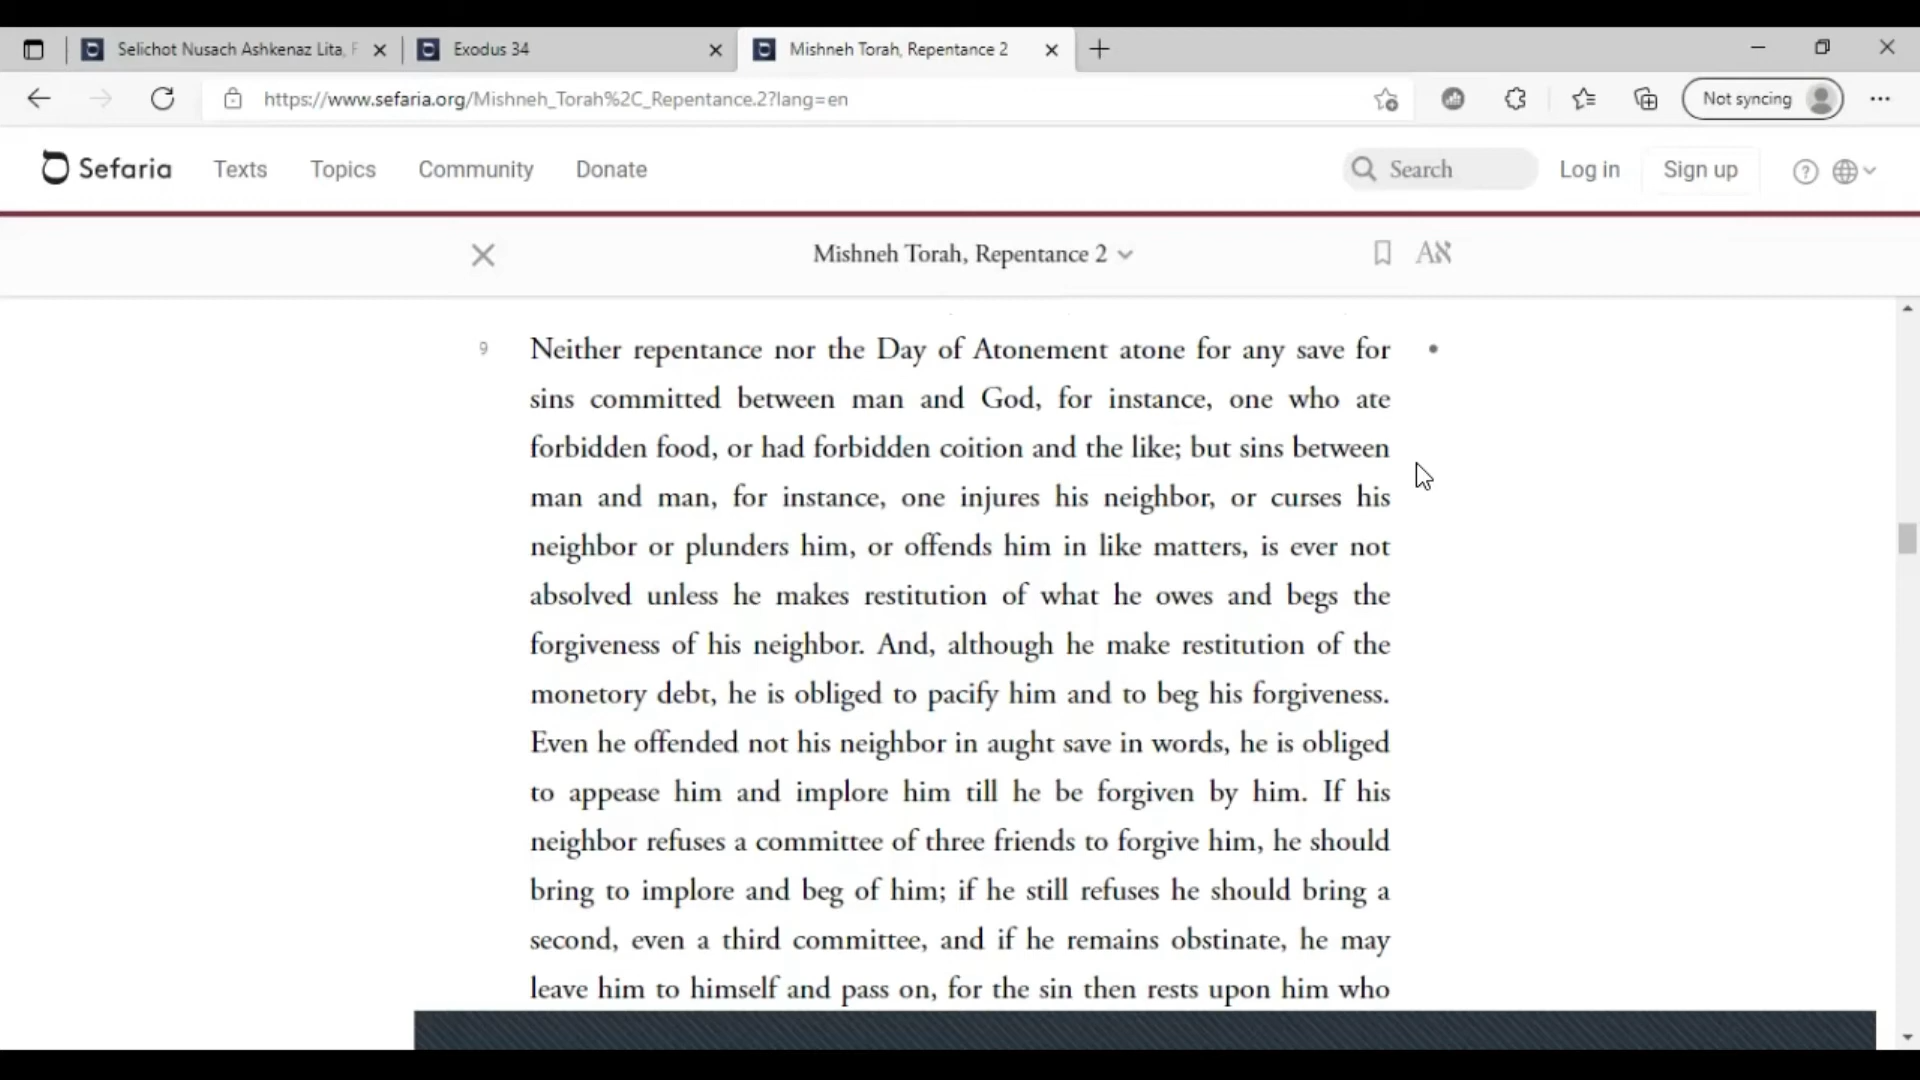 Selichot Nusach Ashkenaz Lita, F
Exodus 34
Mishneh Torah, Repentance 2
https://www.sefaria.org/Mishneh_Torah%2C_Repentance.2?lang=en
Not syncing
Sefaria Texts Topics Community Donate Search Log in Sign up
Mishneh Torah, Repentance 2 Aא
9 Neither repentance nor the Day of Atonement atone for any save for
sins committed between man and God, for instance, one who ate
forbidden food, or had forbidden coition and the like; but sins between
man and man, for instance, one injures his neighbor, or curses his
neighbor or plunders him, or offends him in like matters, is ever not
absolved unless he makes restitution of what he owes and begs the
forgiveness of his neighbor. And, although he make restitution of the
monetory debt, he is obliged to pacify him and to beg his forgiveness.
Even he offended not his neighbor in aught save in words, he is obliged
to appease him and implore him till he be forgiven by him. If his
neighbor refuses a committee of three friends to forgive him, he should
bring to implore and beg of him; if he still refuses he should bring a
second, even a third committee, and if he remains obstinate, he may
leave him to himself and pass on, for the sin then rests upon him who